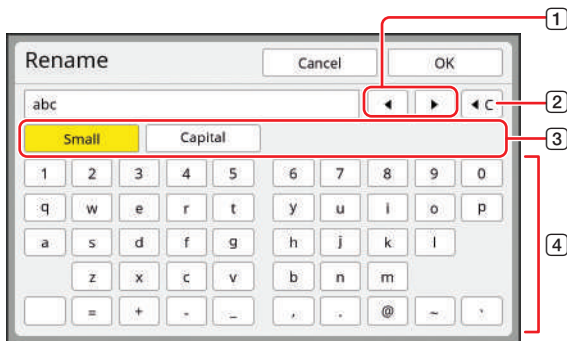 1
Rename Cancel OK
abc ◀ ▶ ◀ C 2
Small Capital 3
1 2 3 4 5 6 7 8 9 0
q w e r t y u i o p
a s d f g h j k l 4
z x c v b n m
= + - _ , . @ ~ `